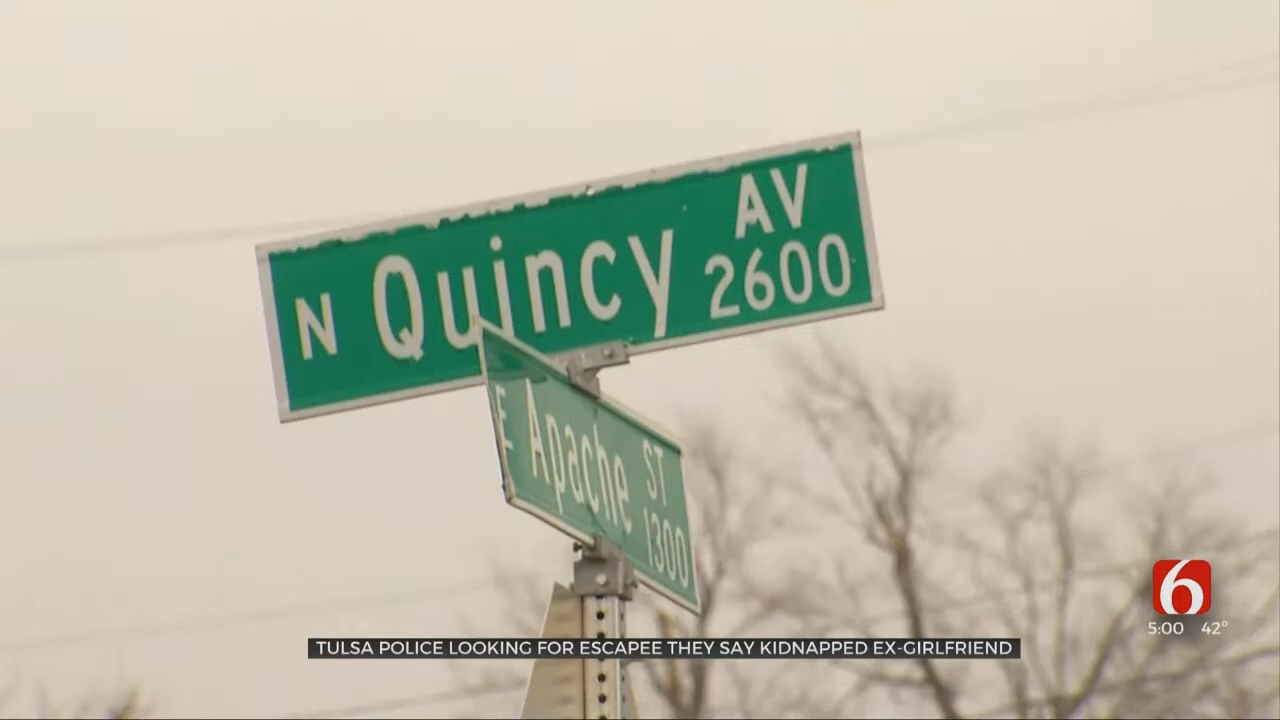 N Quincy AV 2600
E Apache ST 1300
6
5:00 42°
TULSA POLICE LOOKING FOR ESCAPEE THEY SAY KIDNAPPED EX-GIRLFRIEND